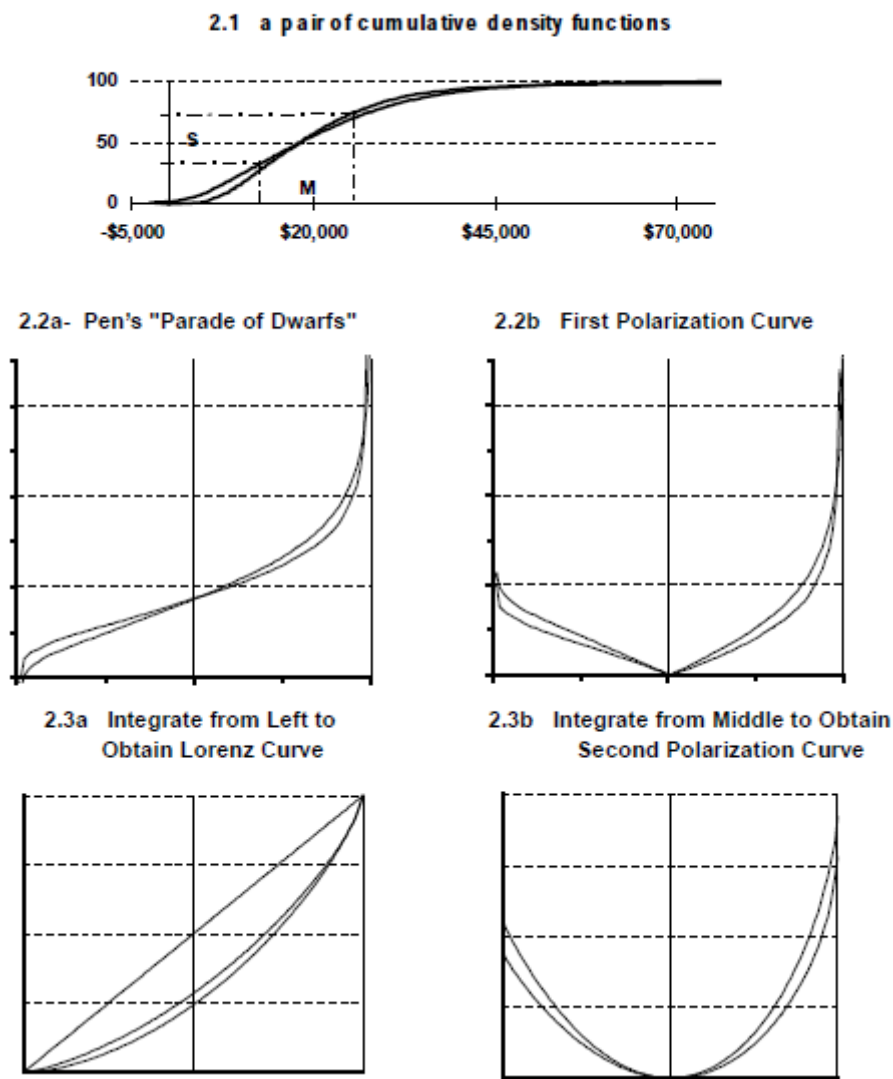 2.1 a pair of cumulative density functions
100
S
50
M
0
-$5,000 $20,000 $45,000 $70,000
2.2a- Pen's "Parade of Dwarfs"
2.2b First Polarization Curve
2.3a Integrate from Left to
Obtain Lorenz Curve
2.3b Integrate from Middle to Obtain
Second Polarization Curve